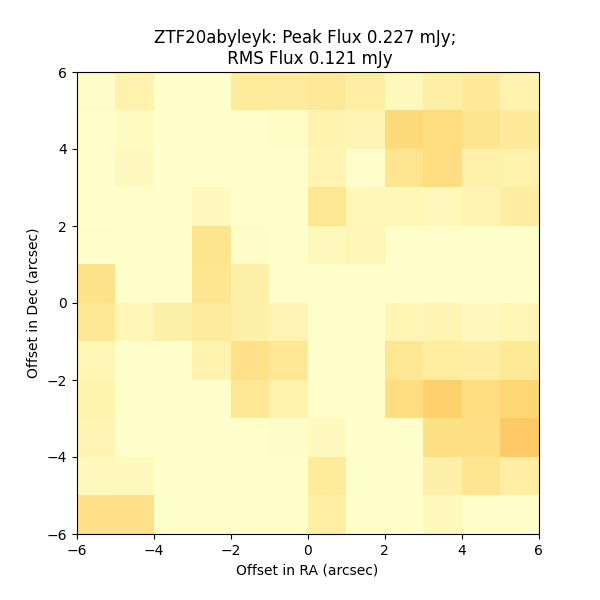 ZTF20abyleyk: Peak Flux 0.227 mJy;
RMS Flux 0.121 mJy
6
4
2
0
−2
−4
−6
Offset in Dec (arcsec)
−6 −4 −2 0 2 4 6
Offset in RA (arcsec)